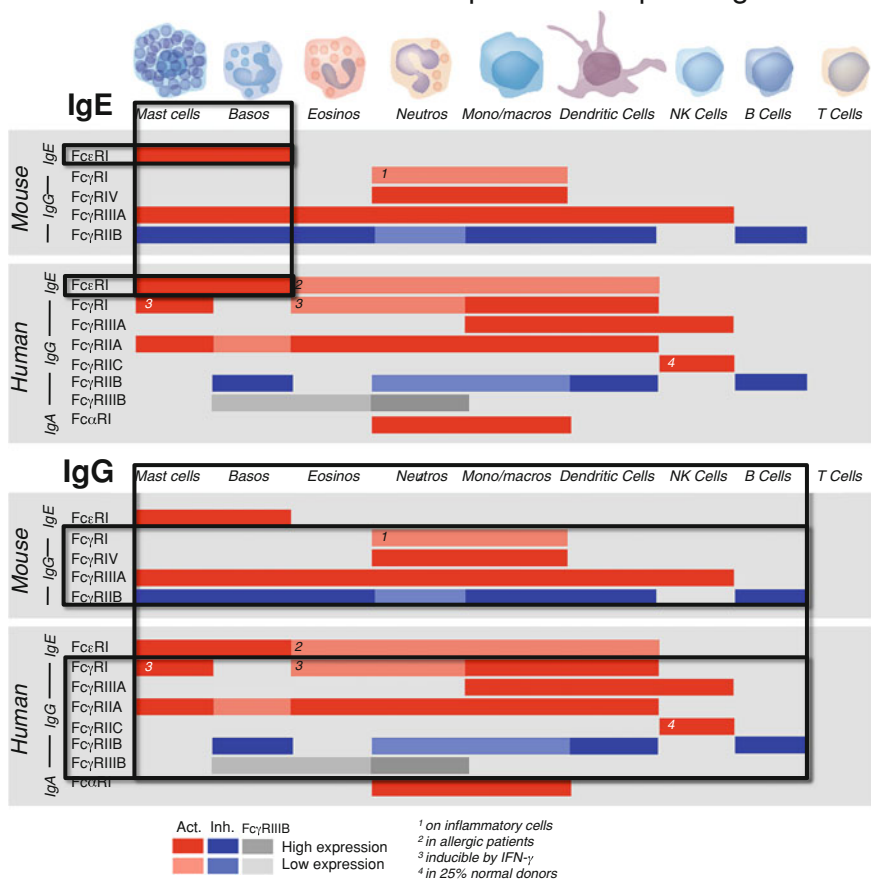 IgE
Mast cells Basos Eosinos Neutros Mono/macros Dendritic Cells NK Cells B Cells T Cells
Mouse
IgE FcεRI
IgG FcγRI 1
FcγRIV
FcγRIIIA
FcγRIIB
Human
IgE FcεRI 2
FcγRI 3 3
FcγRIIIA
IgG FcγRIIA
FcγRIIC 4
FcγRIIB
FcγRIIIB
IgA FcαRI
IgG
Mast cells Basos Eosinos Neutros Mono/macros Dendritic Cells NK Cells B Cells T Cells
Mouse
IgE FcεRI
IgG FcγRI 1
FcγRIV
FcγRIIIA
FcγRIIB
Human
IgE FcεRI 2
FcγRI 3 3
FcγRIIIA
IgG FcγRIIA
FcγRIIC 4
FcγRIIB
FcγRIIIB
IgA FcαRI
Act. Inh. FcγRIIIB
High expression
Low expression
1 on inflammatory cells
2 in allergic patients
3 inducible by IFN-γ
4 in 25% normal donors